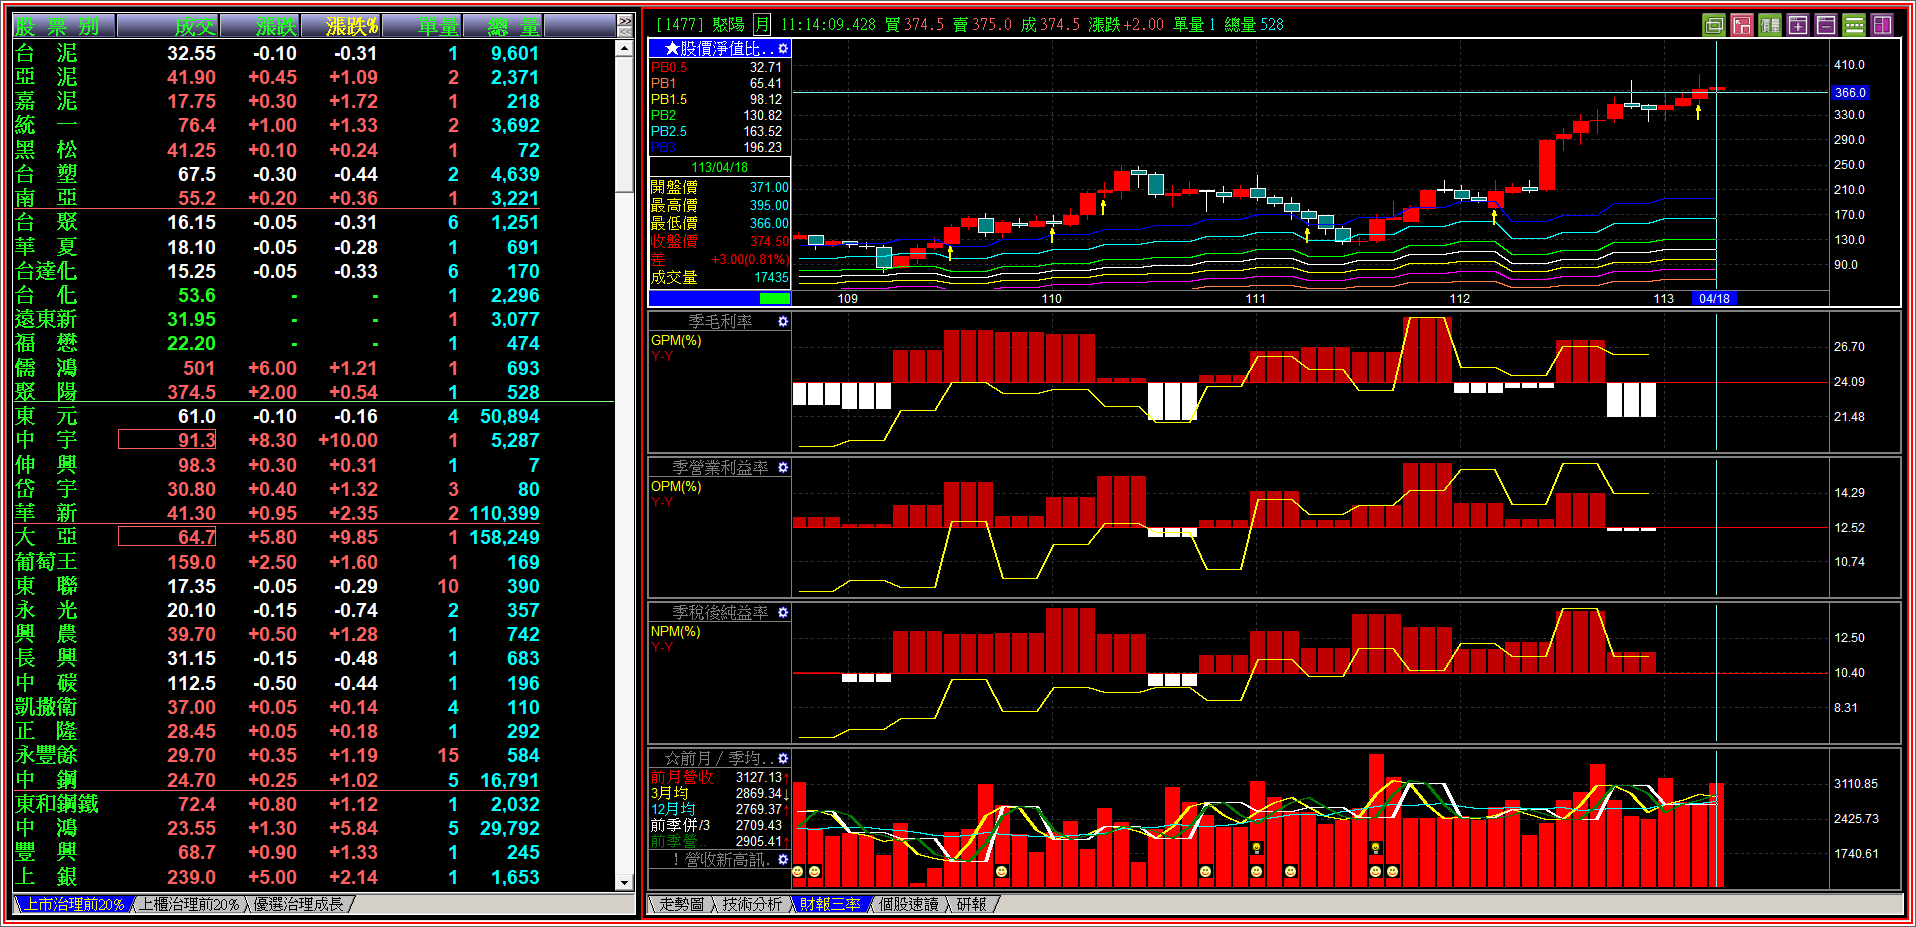 股票別 成交 漲跌 漲跌% 單量 總量 >> <<
台泥 32.55 -0.10 -0.31 1 9,601
亞泥 41.90 +0.45 +1.09 2 2,371
嘉泥 17.75 +0.30 +1.72 1 218
統一 76.4 +1.00 +1.33 2 3,692
黑松 41.25 +0.10 +0.24 1 72
台塑 67.5 -0.30 -0.44 2 4,639
南亞 55.2 +0.20 +0.36 1 3,221
台聚 16.15 -0.05 -0.31 6 1,251
華夏 18.10 -0.05 -0.28 1 691
台達化 15.25 -0.05 -0.33 6 170
台化 53.6 - - 1 2,296
遠東新 31.95 - - 1 3,077
福懋 22.20 - - 1 474
儒鴻 501 +6.00 +1.21 1 693
聚陽 374.5 +2.00 +0.54 1 528
東元 61.0 -0.10 -0.16 4 50,894
中宇 91.3 +8.30 +10.00 1 5,287
伸興 98.3 +0.30 +0.31 1 7
岱宇 30.80 +0.40 +1.32 3 80
華新 41.30 +0.95 +2.35 2 110,399
大亞 64.7 +5.80 +9.85 1 158,249
葡萄王 159.0 +2.50 +1.60 1 169
東聯 17.35 -0.05 -0.29 10 390
永光 20.10 -0.15 -0.74 2 357
興農 39.70 +0.50 +1.28 1 742
長興 31.15 -0.15 -0.48 1 683
中碳 112.5 -0.50 -0.44 1 196
凱撒衛 37.00 +0.05 +0.14 4 110
正隆 28.45 +0.05 +0.18 1 292
永豐餘 29.70 +0.35 +1.19 15 584
中鋼 24.70 +0.25 +1.02 5 16,791
東和鋼鐵 72.4 +0.80 +1.12 1 2,032
中鴻 23.55 +1.30 +5.84 5 29,792
豐興 68.7 +0.90 +1.33 1 245
上銀 239.0 +5.00 +2.14 1 1,653
上市治理前20% 上櫃治理前20% 優選治理成長
[1477] 聚陽 月 11:14:09.428 買 374.5 賣 375.0 成 374.5 漲跌 +2.00 單量 1 總量 528
價量
★股價淨值比..
PB0.5 32.71
PB1 65.41
PB1.5 98.12
PB2 130.82
PB2.5 163.52
PB3 196.23
113/04/18
開盤價 371.00
最高價 395.00
最低價 366.00
收盤價 374.50
差 +3.00(0.81%)
成交量 17435
410.0
366.0
330.0
290.0
250.0
210.0
170.0
130.0
90.0
109 110 111 112 113 04/18
季毛利率
GPM(%)
Y-Y
26.70
24.09
21.48
季營業利益率
OPM(%)
Y-Y
14.29
12.52
10.74
季稅後純益率
NPM(%)
Y-Y
12.50
10.40
8.31
☆前月/季均..
前月營收 3127.13↑
3月均 2869.34↓
12月均 2769.37↑
前季併/3 2709.43
前季營.. 2905.41↑
！營收新高訊.
3110.85
2425.73
1740.61
走勢圖 技術分析 財報三率 個股速讀 研報